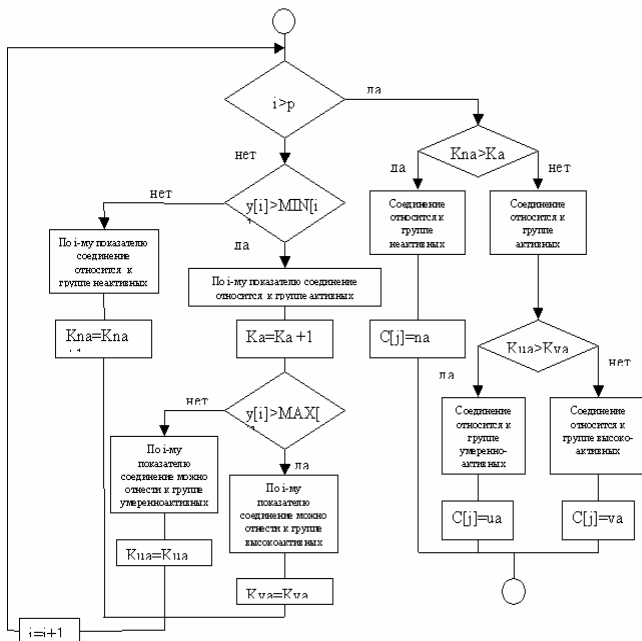 i>p
да
нет
Kna>Ka
да
нет
y[i]>MIN[i
нет
да
По i-му показателю
соединение
относится к
группе неактивных
Kna=Kna
По i-му показателю соединение
относится к группе активных
Ka=Ka +1
Соединение
относится к
группе
неактивных
C[j]=na
Соединение
относится к
группе
активных
Kua>Kva
да
нет
y[i]>MAX[
нет
да
По i-му
показателю
соединение можно
отнести к группе
умеренноактивных
Kua=Kua
По i-му
показателю
соединение можно
отнести к группе
высокоактивных
Kva=Kva
i=i+1
Соединение
относится к
группе
умеренно-
активных
C[j]=ua
Соединение
относится к
группе высоко-
активных
C[j]=va